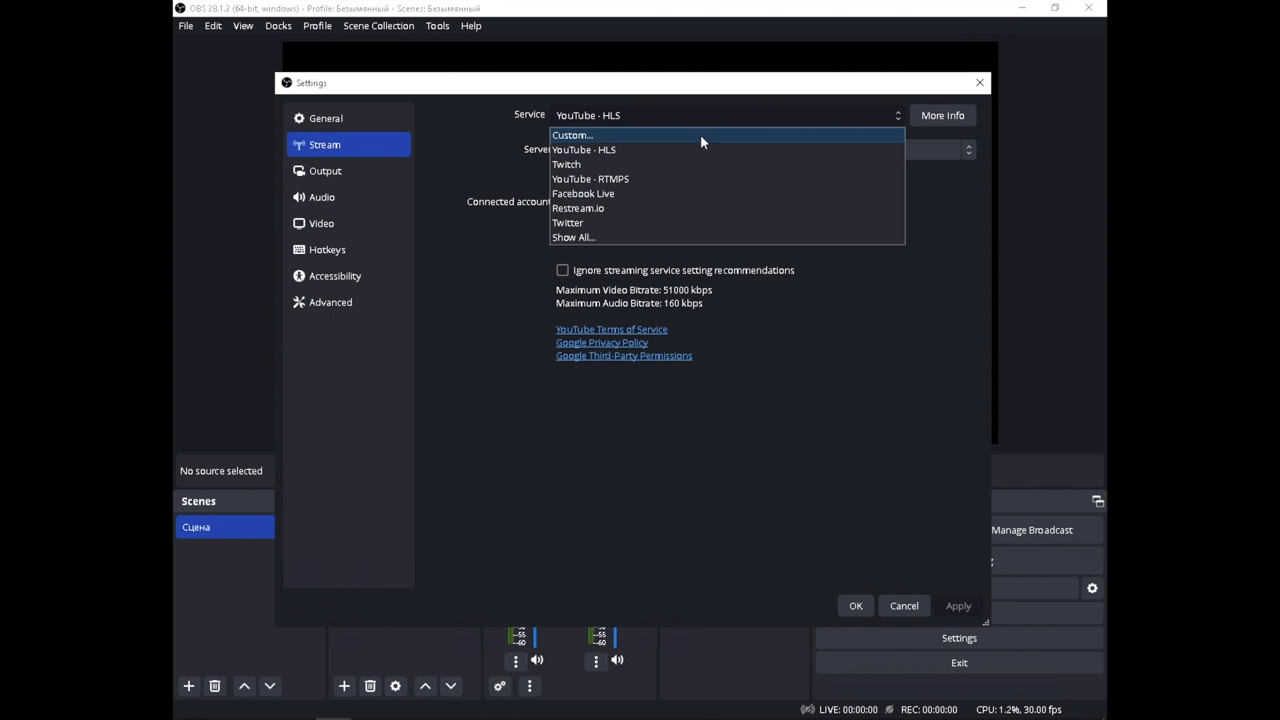 OBS 28.1.2 (64-bit, windows) - Profile: Безымянный - Scenes: Безымянный
File Edit View Docks Profile Scene Collection Tools Help
Settings
General
Stream
Output
Audio
Video
Hotkeys
Accessibility
Advanced
Service YouTube - HLS More Info
Custom...
Server YouTube - HLS
Twitch
YouTube - RTMPS
Facebook Live
Connected account
Restream.io
Twitter
Show All...
Ignore streaming service setting recommendations
Maximum Video Bitrate: 51000 kbps
Maximum Audio Bitrate: 160 kbps
YouTube Terms of Service
Google Privacy Policy
Google Third-Party Permissions
OK Cancel Apply
No source selected
Scenes
Сцена
Manage Broadcast
-55 -55
-60 -60
Settings
Exit
LIVE: 00:00:00 REC: 00:00:00 CPU: 1.2%, 30.00 fps